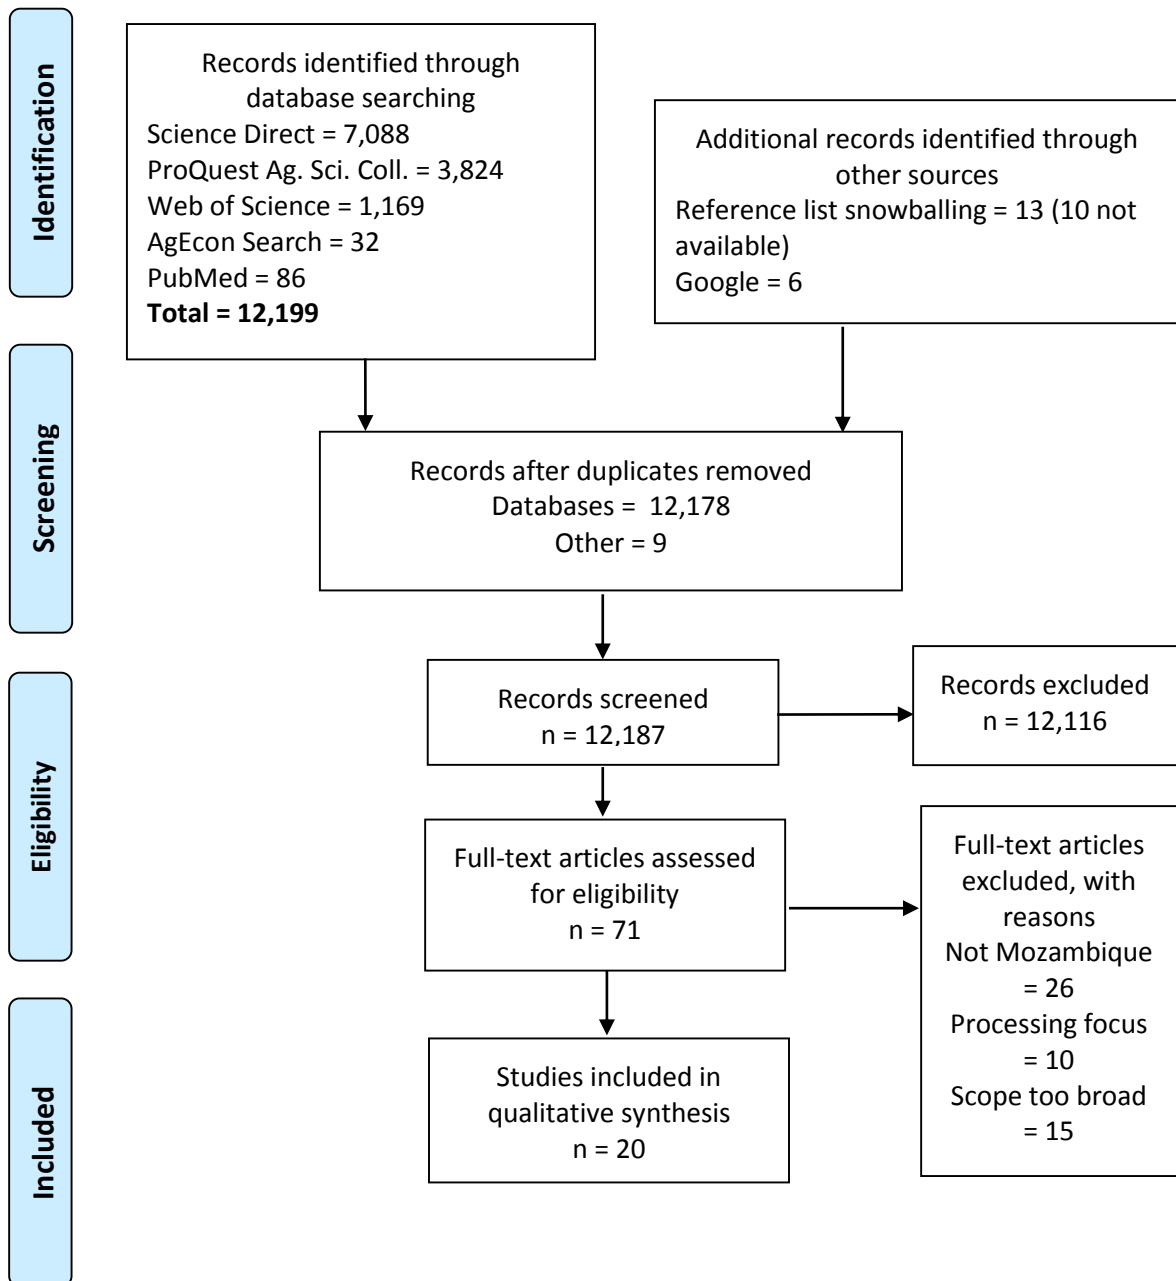 Identification
Records identified through
database searching
Science Direct = 7,088
ProQuest Ag. Sci. Coll. = 3,824
Web of Science = 1,169
AgEcon Search = 32
PubMed = 86
Total = 12,199
Additional records identified through
other sources
Reference list snowballing = 13 (10 not
available)
Google = 6
Screening
Records after duplicates removed
Databases = 12,178
Other = 9
Eligibility
Records screened
n = 12,187
Records excluded
n = 12,116
Full-text articles assessed
for eligibility
n = 71
Full-text articles
excluded, with
reasons
Not Mozambique
= 26
Processing focus
= 10
Scope too broad
= 15
Included
Studies included in
qualitative synthesis
n = 20